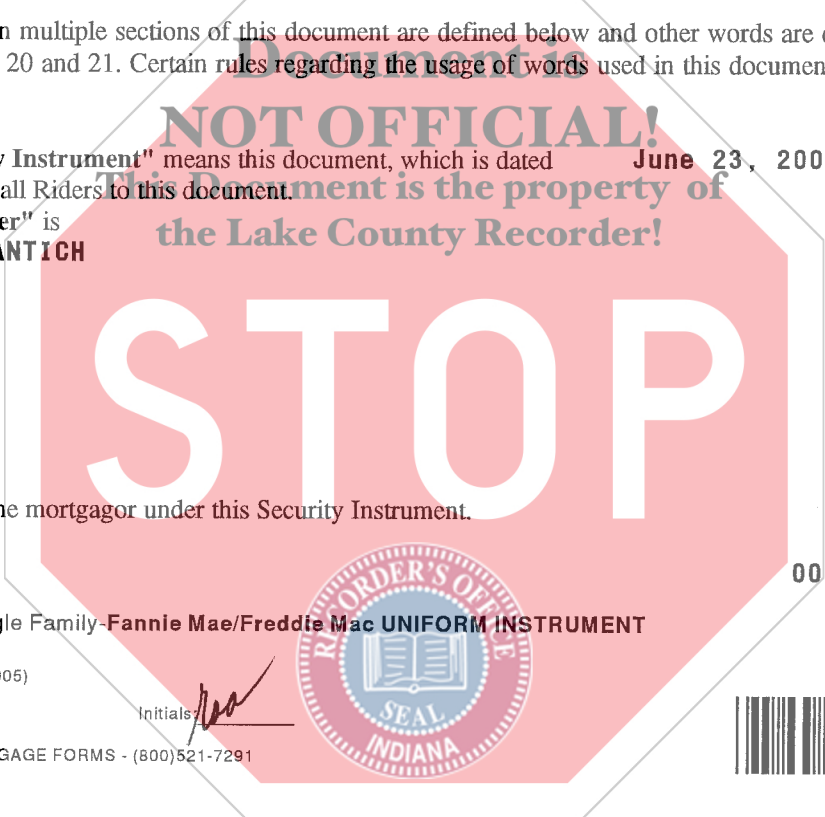 n multiple sections of this document are defined below and other words are
20 and 21. Certain rules regarding the usage of words used in this documen
Document is
NOT OFFICIAL!
y Instrument" means this document, which is dated June 23, 200
all Riders to this document.
This Document is the property of
er" is
the Lake County Recorder!
ANTICH
STOP
he mortgagor under this Security Instrument.
00
RECORDER'S OFFICE
gle Family-Fannie Mae/Freddie Mac UNIFORM INSTRUMENT
005)
Initials:
SEAL
INDIANA
GAGE FORMS - (800)521-7291